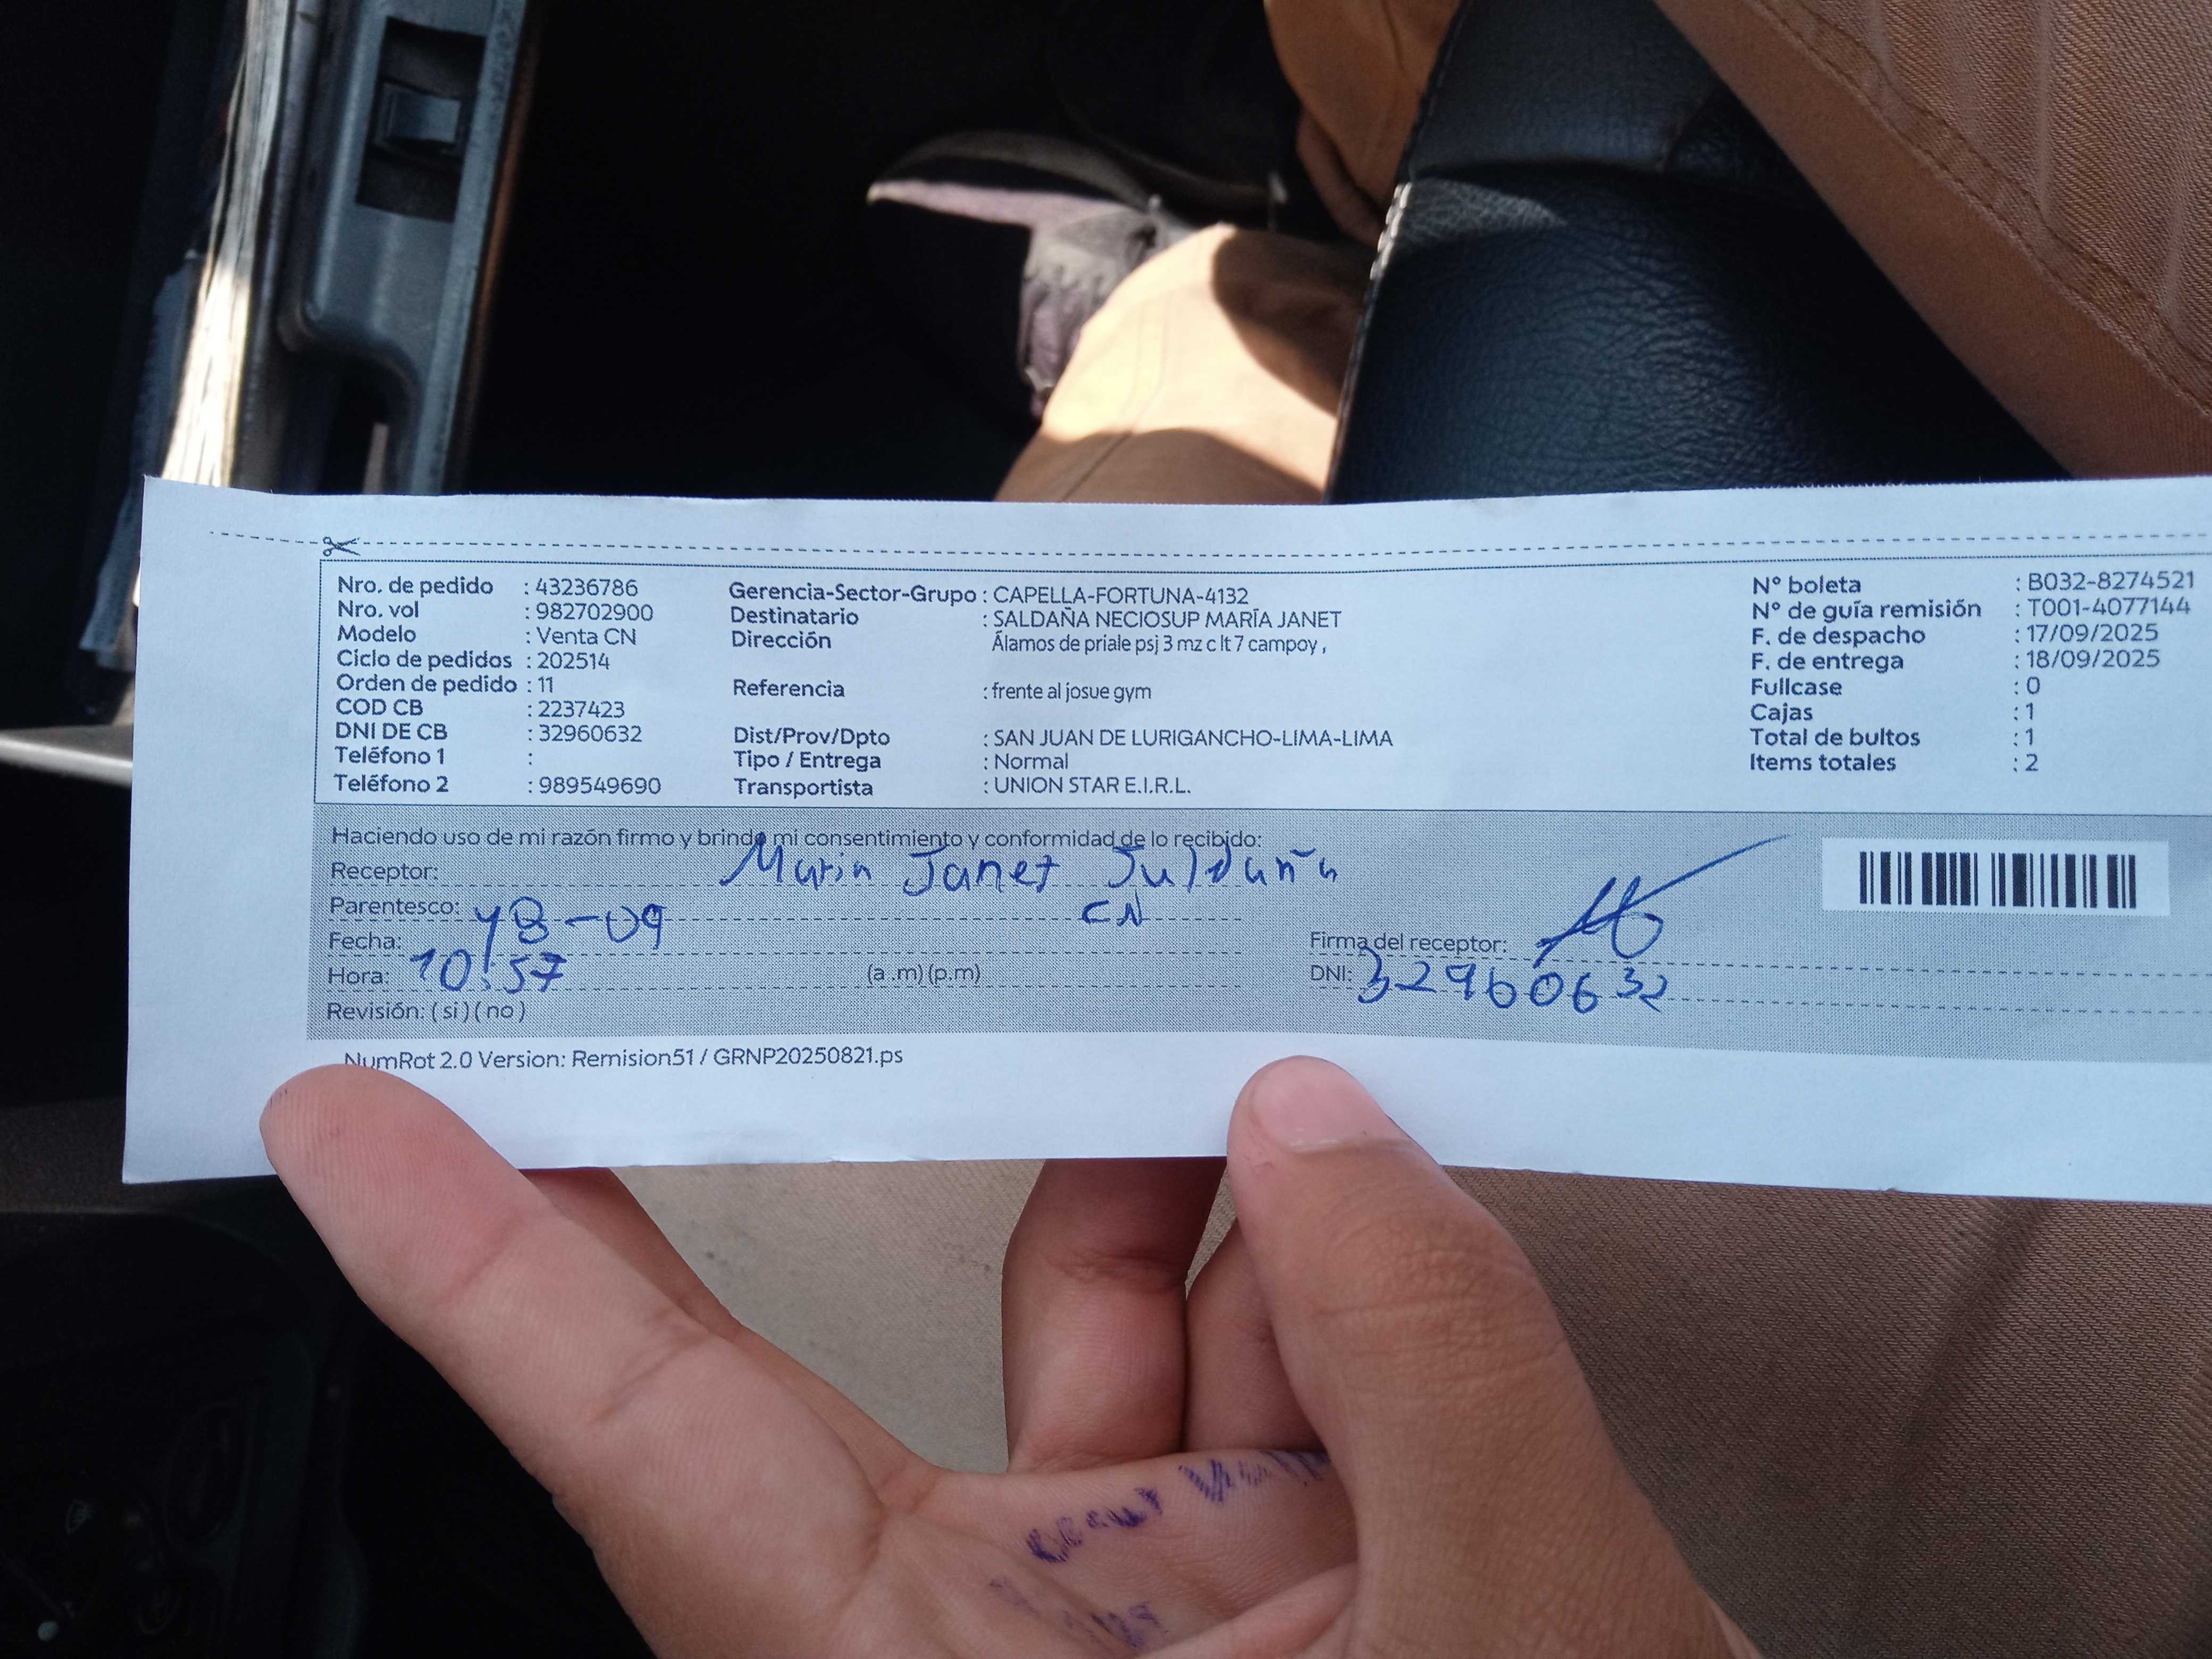 Nro. de pedido : 43236786
Nro. vol : 982702900
Modelo : Venta CN
Ciclo de pedidos : 202514
Orden de pedido : 11
COD CB : 2237423
DNI DE CB : 32960632
Teléfono 1 :
Teléfono 2 : 989549690
Gerencia-Sector-Grupo : CAPELLA-FORTUNA-4132
Destinatario : SALDAÑA NECIOSUP MARÍA JANET
Dirección Álamos de priale psj 3 mz c lt 7 campoy ,
Referencia : frente al josue gym
Dist/Prov/Dpto : SAN JUAN DE LURIGANCHO-LIMA-LIMA
Tipo / Entrega : Normal
Transportista : UNION STAR E.I.R.L.
N° boleta : B032-8274521
N° de guía remisión : T001-4077144
F. de despacho : 17/09/2025
F. de entrega : 18/09/2025
Fullcase : 0
Cajas : 1
Total de bultos : 1
Items totales : 2
Haciendo uso de mi razón firmo y brindo mi consentimiento y conformidad de lo recibido:
Receptor: Maria Janet Saldaña
Parentesco: CN
Fecha: 18-09
Hora: 10:57 (a .m) (p.m)
Revisión: ( si ) ( no )
Firma del receptor:
DNI: 32960632
NumRot 2.0 Version: Remision51 / GRNP20250821.ps